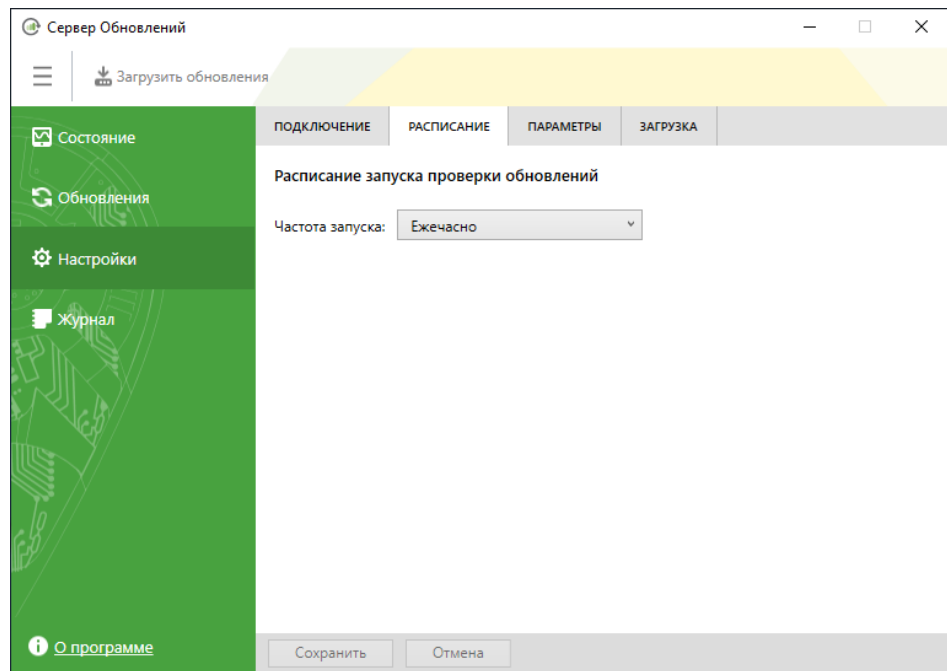 Сервер Обновлений
Загрузить обновления
Состояние
Обновления
Настройки
Журнал
О программе
ПОДКЛЮЧЕНИЕ РАСПИСАНИЕ ПАРАМЕТРЫ ЗАГРУЗКА
Расписание запуска проверки обновлений
Частота запуска: Ежечасно
Сохранить Отмена